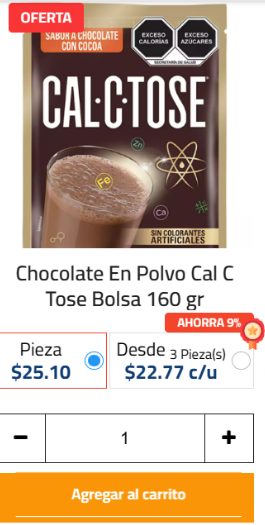 OFERTA
SABOR A CHOCOLATE
CON COCOA
EXCESO
CALORÍAS
EXCESO
AZÚCARES
SECRETARÍA DE SALUD
CAL·C·TOSE
Zn
Fe
Ca
SIN COLORANTES
ARTIFICIALES
Chocolate En Polvo Cal C
Tose Bolsa 160 gr
AHORRA 9%
Pieza
$25.10
Desde 3 Pieza(s)
$22.77 c/u
- 1 +
Agregar al carrito